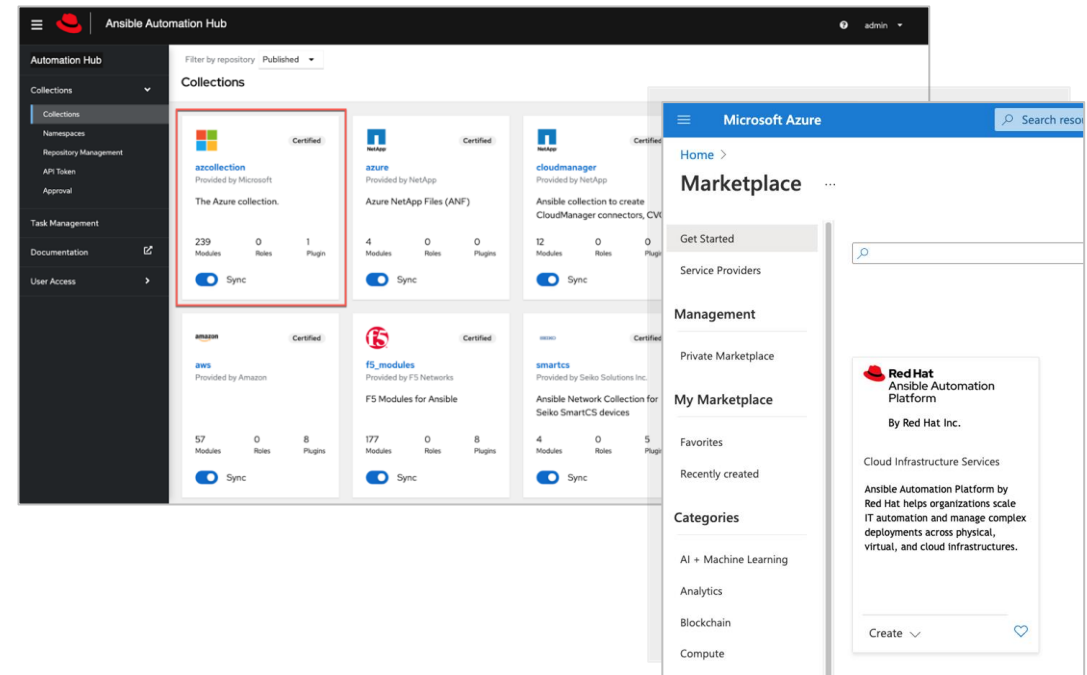 Ansible Automation Hub
admin
Automation Hub
Collections
Collections
Namespaces
Repository Management
API Token
Approval
Task Management
Documentation
User Access
Filter by repository Published
Collections
Certified
azcollection
Provided by Microsoft
The Azure collection.
239 0 1
Modules Roles Plugin
Sync
NetApp
Certified
azure
Provided by NetApp
Azure NetApp Files (ANF)
4 0 0
Modules Roles Plugins
Sync
NetApp
Certified
cloudmanager
Provided by NetApp
Ansible collection to create
CloudManager connectors, CVO
12 0 0
Modules Roles Plugi
Sync
amazon
Certified
aws
Provided by Amazon
57 0 8
Modules Roles Plugins
Sync
f5
Certified
f5_modules
Provided by F5 Networks
F5 Modules for Ansible
177 0 8
Modules Roles Plugins
Sync
Certified
smartcs
Provided by Seiko Solutions Inc.
Ansible Network Collection for
Seiko SmartCS devices
4 0 5
Modules Roles Plugi
Sync
Microsoft Azure
Search resou
Home >
Marketplace ...
Get Started
Service Providers
Management
Private Marketplace
My Marketplace
Favorites
Recently created
Categories
AI + Machine Learning
Analytics
Blockchain
Compute
Red Hat
Ansible Automation
Platform
By Red Hat Inc.
Cloud Infrastructure Services
Ansible Automation Platform by
Red Hat helps organizations scale
IT automation and manage complex
deployments across physical,
virtual, and cloud infrastructures.
Create